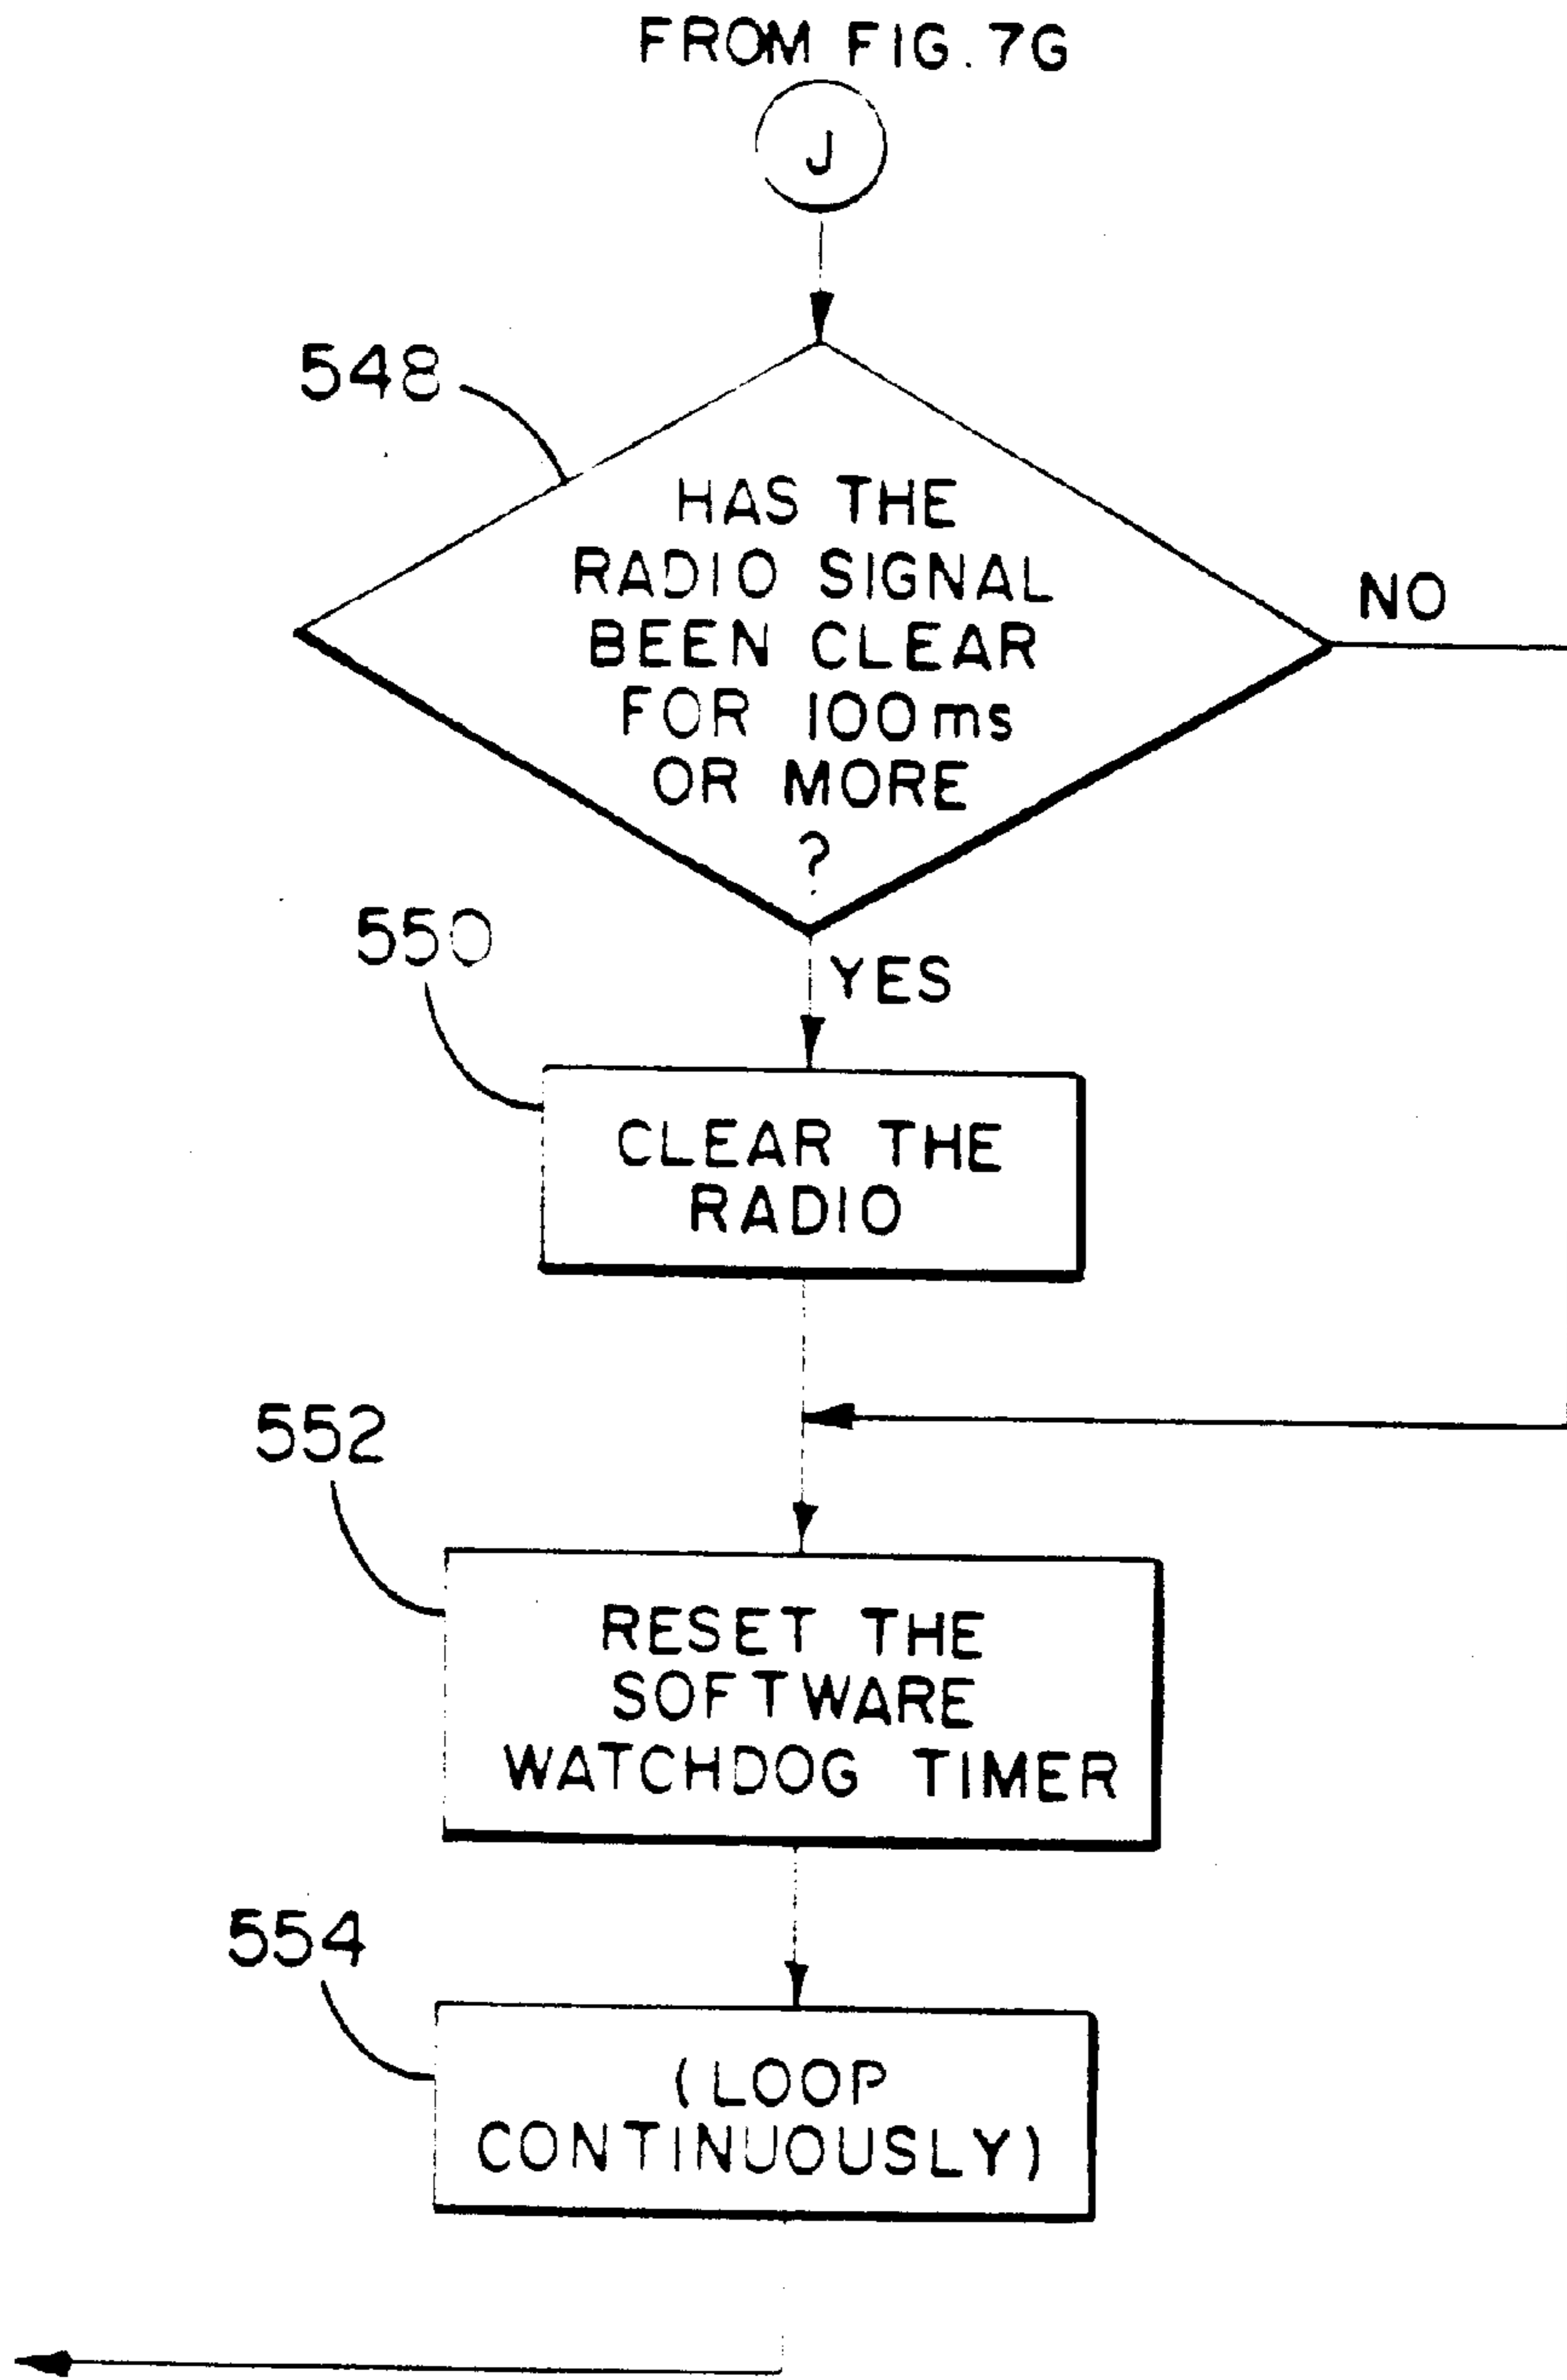 FROM FIG. 7G
J
548
HAS THE
RADIO SIGNAL
BEEN CLEAR
FOR 100ms
OR MORE
?
NO
550
YES
CLEAR THE
RADIO
552
RESET THE
SOFTWARE
WATCHDOG TIMER
554
(LOOP
CONTINUOUSLY)